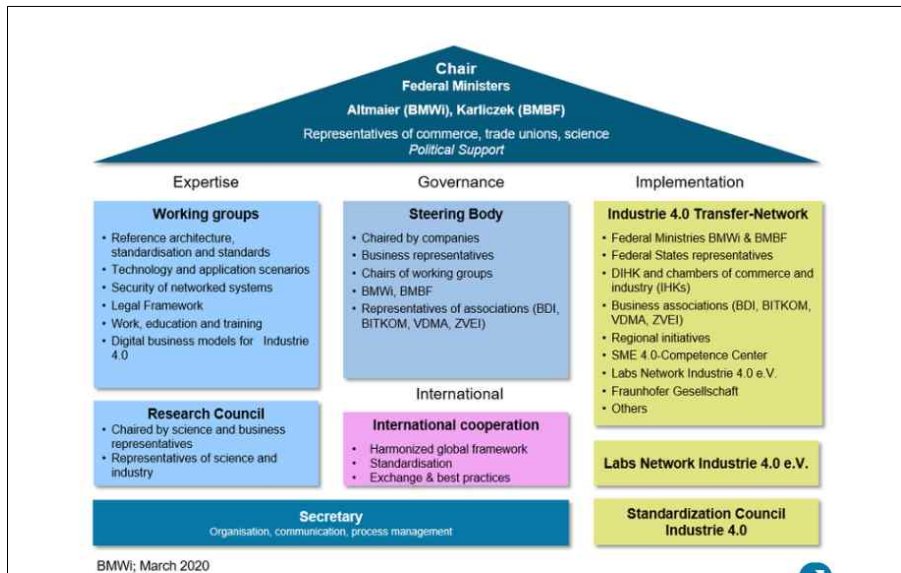 Chair
Federal Ministers
Altmaier (BMWi), Karliczek (BMBF)
Representatives of commerce, trade unions, science
Political Support
Expertise
Working groups
• Reference architecture,
standardisation and standards
• Technology and application scenarios
• Security of networked systems
• Legal Framework
• Work, education and training
• Digital business models for Industrie
4.0
Research Council
• Chaired by science and business
representatives
• Representatives of science and
industry
Governance
Steering Body
• Chaired by companies
• Business representatives
• Chairs of working groups
• BMWi, BMBF
• Representatives of associations (BDI,
BITKOM, VDMA, ZVEI)
International
International cooperation
• Harmonized global framework
• Standardisation
• Exchange & best practices
Implementation
Industrie 4.0 Transfer-Network
• Federal Ministries BMWi & BMBF
• Federal States representatives
• DIHK and chambers of commerce and
industry (IHKs)
• Business associations (BDI, BITKOM,
VDMA, ZVEI)
• Regional initiatives
• SME 4.0-Competence Center
• Labs Network Industrie 4.0 e.V.
• Fraunhofer Gesellschaft
• Others
Labs Network Industrie 4.0 e.V.
Standardization Council
Industrie 4.0
Secretary
Organisation, communication, process management
BMWi; March 2020